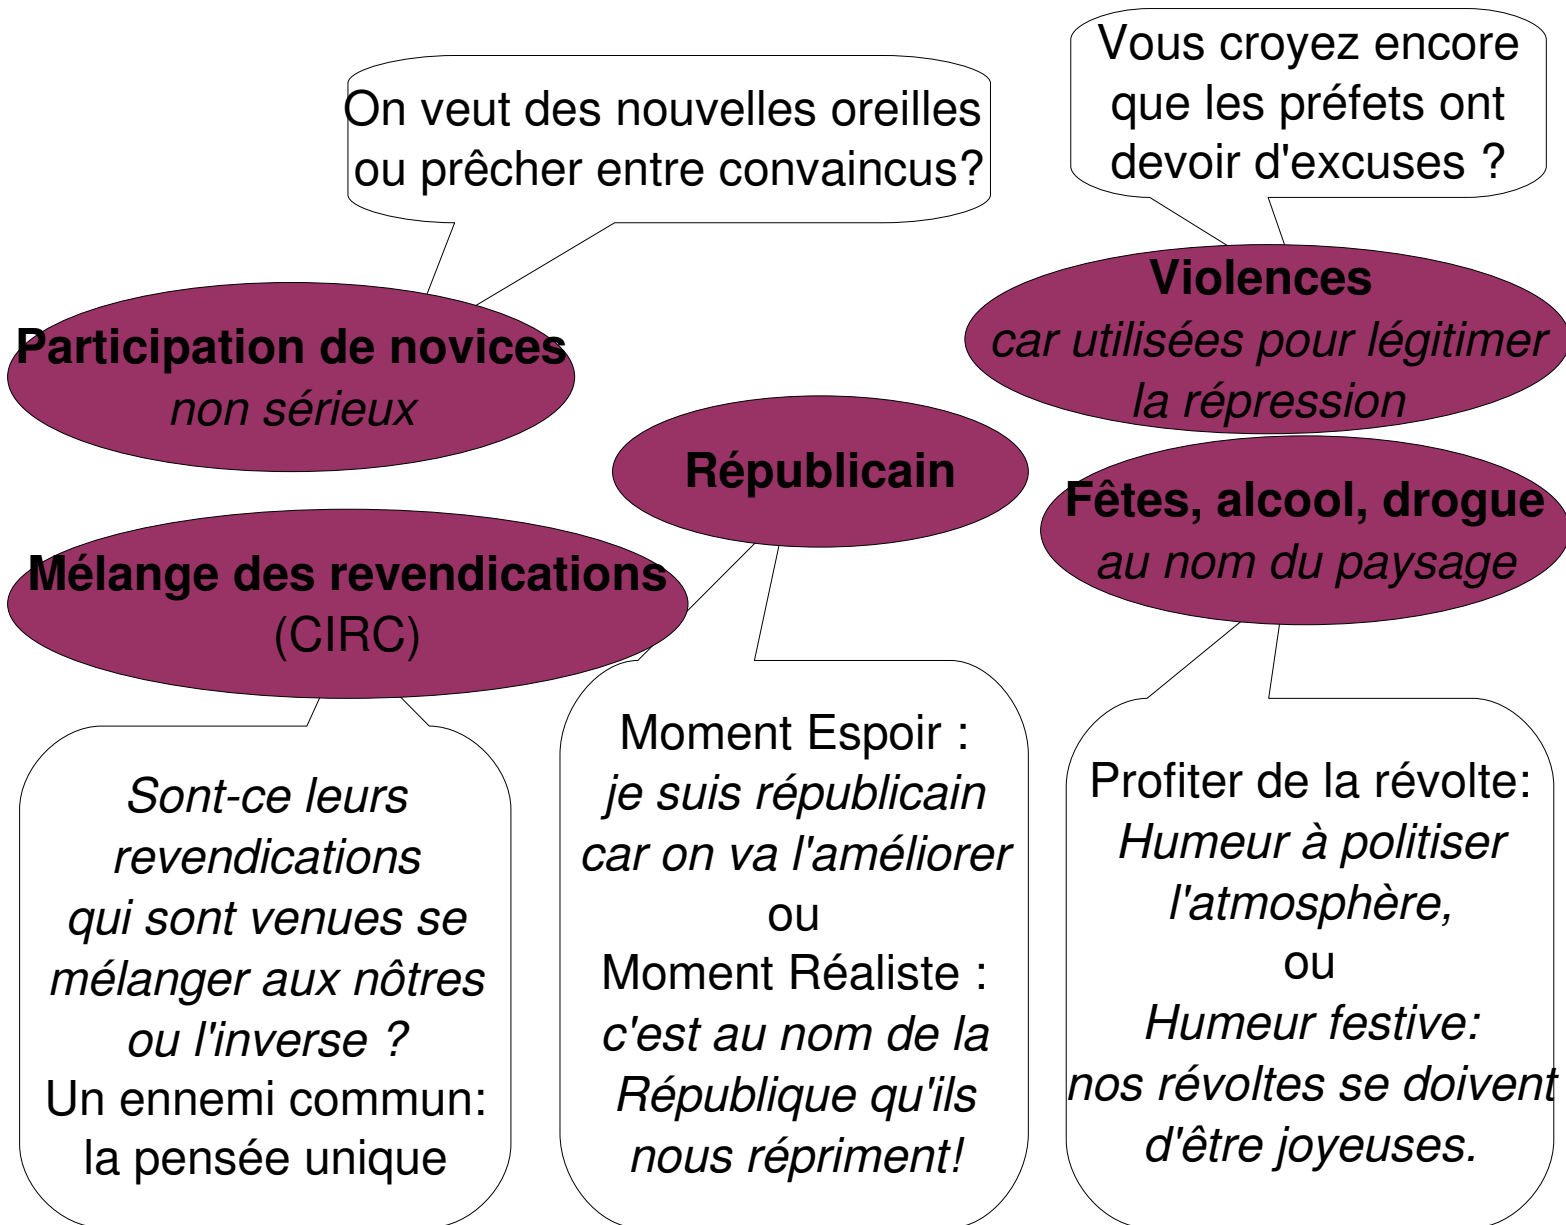 On veut des nouvelles oreilles
ou prêcher entre convaincus?
Vous croyez encore
que les préfets ont
devoir d'excuses ?
Participation de novices
non sérieux
Violences
car utilisées pour légitimer
la répression
Républicain
Fêtes, alcool, drogue
au nom du paysage
Mélange des revendications
(CIRC)
Sont-ce leurs
revendications
qui sont venues se
mélanger aux nôtres
ou l'inverse ?
Un ennemi commun:
la pensée unique
Moment Espoir :
je suis républicain
car on va l'améliorer
ou
Moment Réaliste :
c'est au nom de la
République qu'ils
nous répriment!
Profiter de la révolte:
Humeur à politiser
l'atmosphère,
ou
Humeur festive:
nos révoltes se doivent
d'être joyeuses.